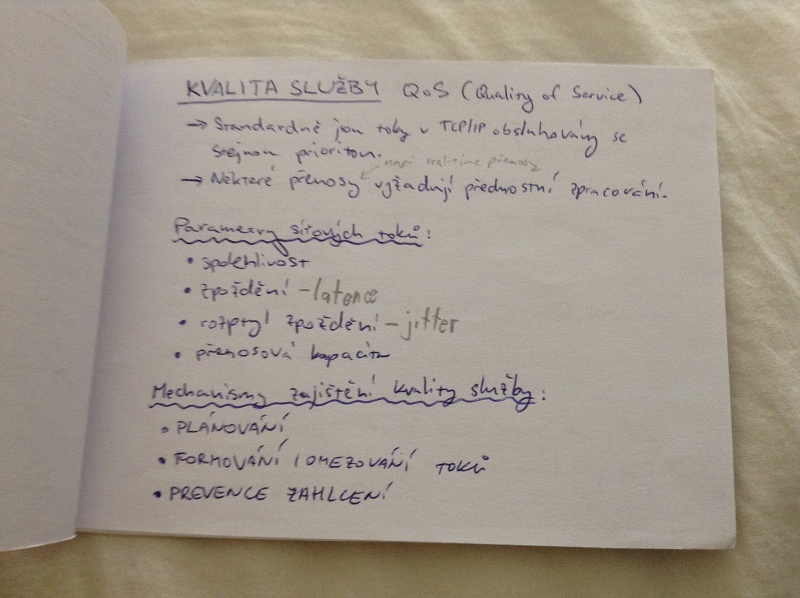 KVALITA SLUŽBY QoS (Quality of Service)
→ Standardně jsou toky v TCP/IP obsluhovány se
stejnou prioritou.
např realtime přenosy
→ Některé přenosy vyžadují přednostní zpracování.
Parametry síťových toků:
• spolehlivost
• zpoždění - latence
• rozptyl zpoždění - jitter
• přenosová kapacita
Mechanismy zajištění kvality služby:
• PLÁNOVÁNÍ
• FORMOVÁNÍ / OMEZOVÁNÍ TOKŮ
• PREVENCE ZAHLCENÍ